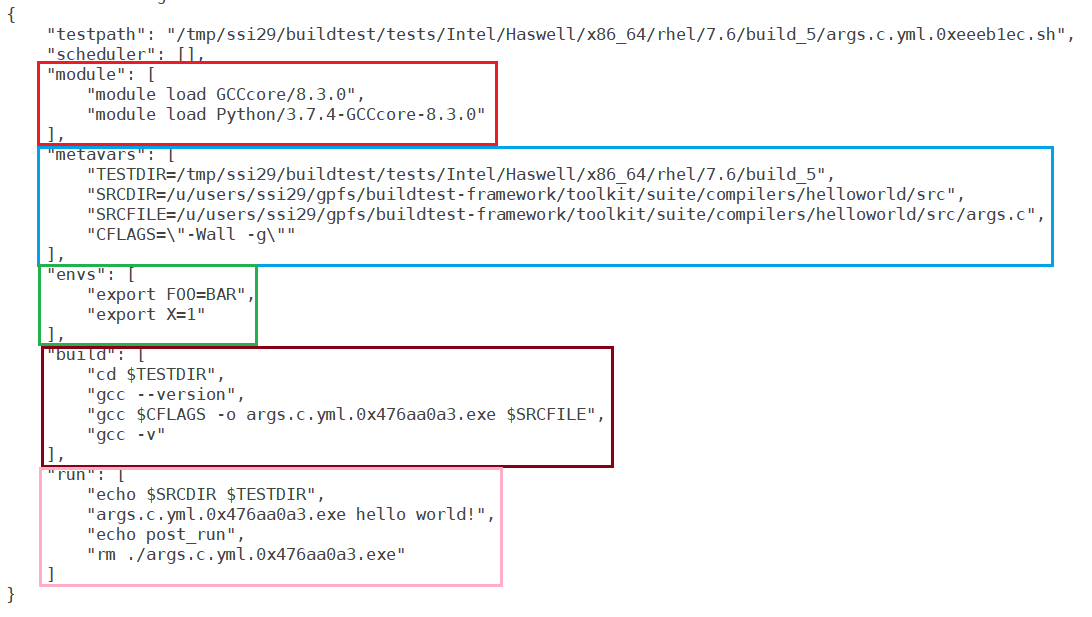 {
    "testpath": "/tmp/ssi29/buildtest/tests/Intel/Haswell/x86_64/rhel/7.6/build_5/args.c.yml.0xeeeb1ec.sh",
    "scheduler": [],
    "module": [
        "module load GCCcore/8.3.0",
        "module load Python/3.7.4-GCCcore-8.3.0"
    ],
    "metavars": [
        "TESTDIR=/tmp/ssi29/buildtest/tests/Intel/Haswell/x86_64/rhel/7.6/build_5",
        "SRCDIR=/u/users/ssi29/gpfs/buildtest-framework/toolkit/suite/compilers/helloworld/src",
        "SRCFILE=/u/users/ssi29/gpfs/buildtest-framework/toolkit/suite/compilers/helloworld/src/args.c",
        "CFLAGS=\"-Wall -g\""
    ],
    "envs": [
        "export FOO=BAR",
        "export X=1"
    ],
    "build": [
        "cd $TESTDIR",
        "gcc --version",
        "gcc $CFLAGS -o args.c.yml.0x476aa0a3.exe $SRCFILE",
        "gcc -v"
    ],
    "run": [
        "echo $SRCDIR $TESTDIR",
        "args.c.yml.0x476aa0a3.exe hello world!",
        "echo post_run",
        "rm ./args.c.yml.0x476aa0a3.exe"
    ]
}